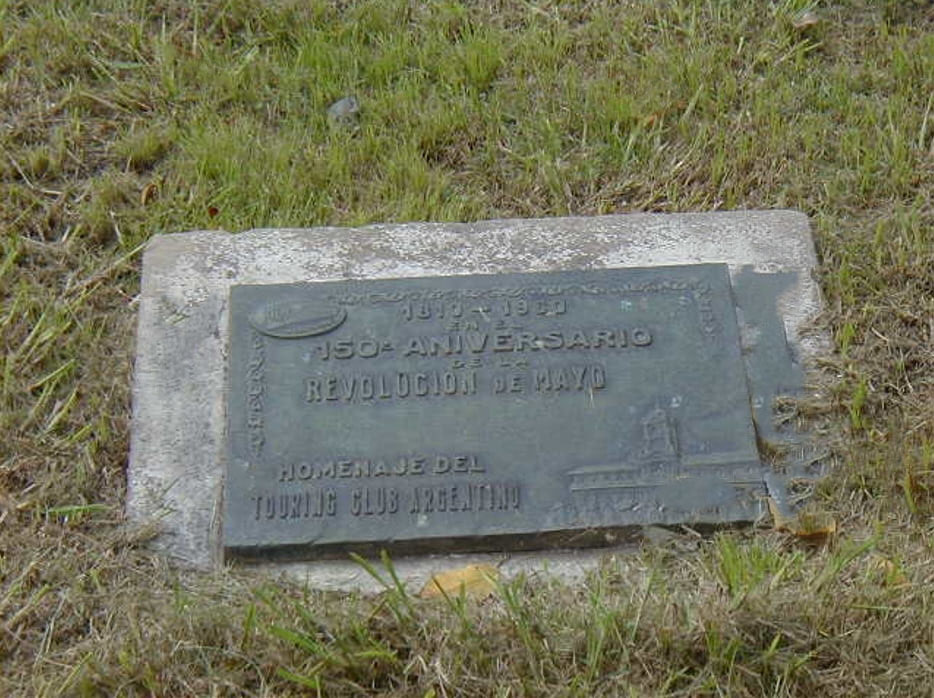 1810 - 1960
EN EL
150º ANIVERSARIO
DE LA
REVOLUCION DE MAYO
HOMENAJE DEL
TOURING CLUB ARGENTINO